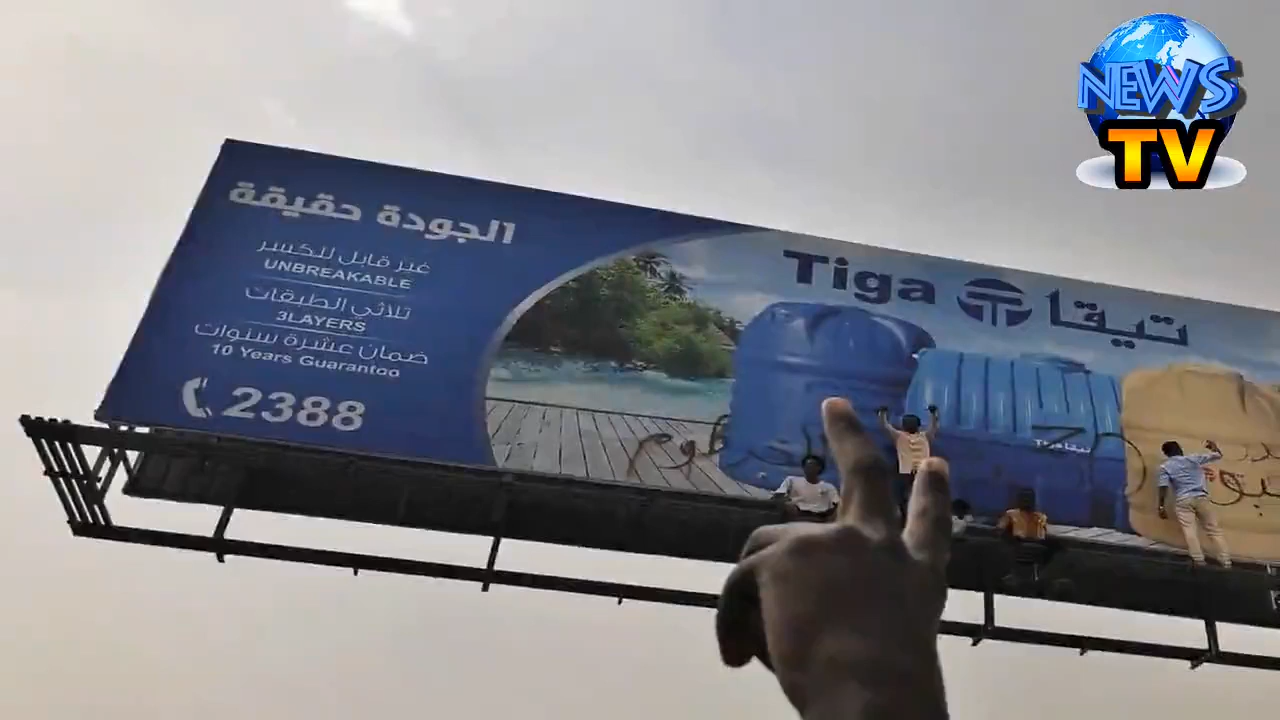 NEWS
TV
الجودة حقيقة
غير قابل للكسر
UNBREAKABLE
ثلاثي الطبقات
3LAYERS
ضمان عشرة سنوات
10 Years Guarantee
2388
Tiga تيقا